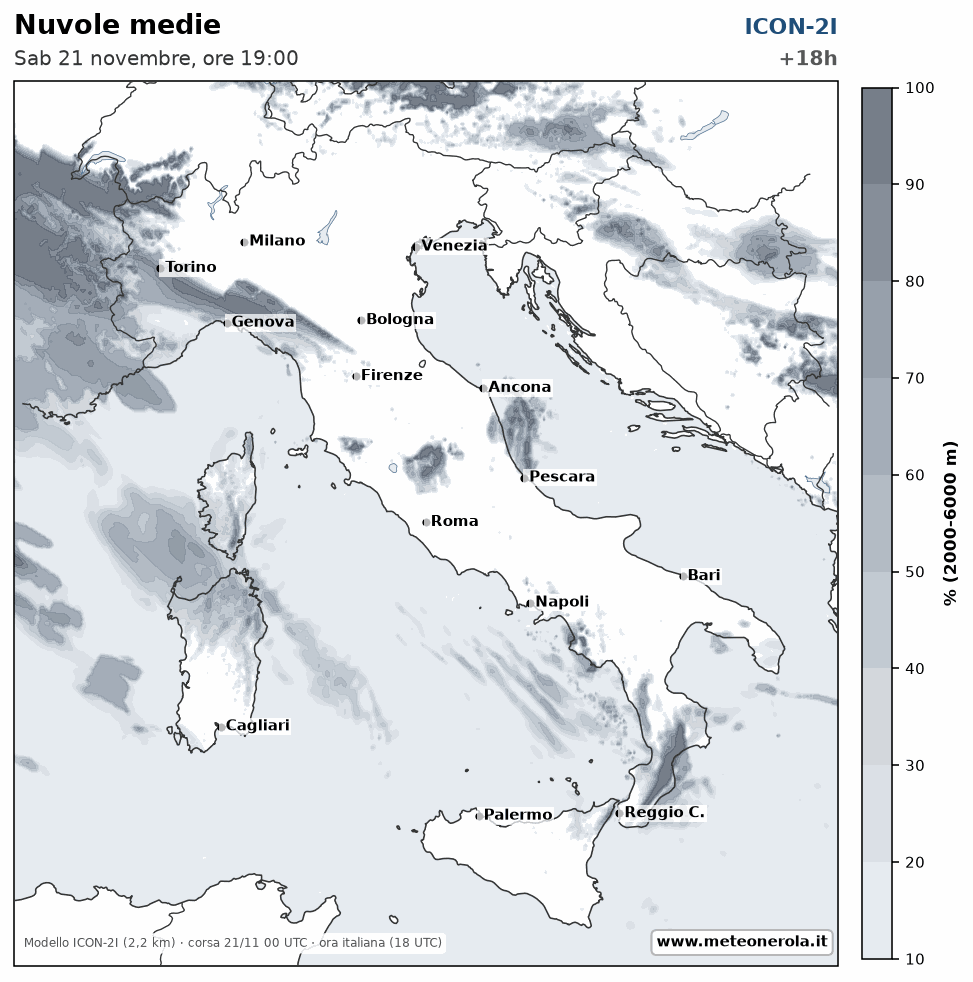 Nuvole medie
ICON-2I
Sab 21 novembre, ore 19:00
+18h
100
90
80
70
60
50
40
30
20
10
% (2000-6000 m)
Milano
Venezia
Torino
Genova
Bologna
Firenze
Ancona
Pescara
Roma
Bari
Napoli
Cagliari
Palermo
Reggio C.
Modello ICON-2I (2,2 km) · corsa 21/11 00 UTC · ora italiana (18 UTC)
www.meteonerola.it